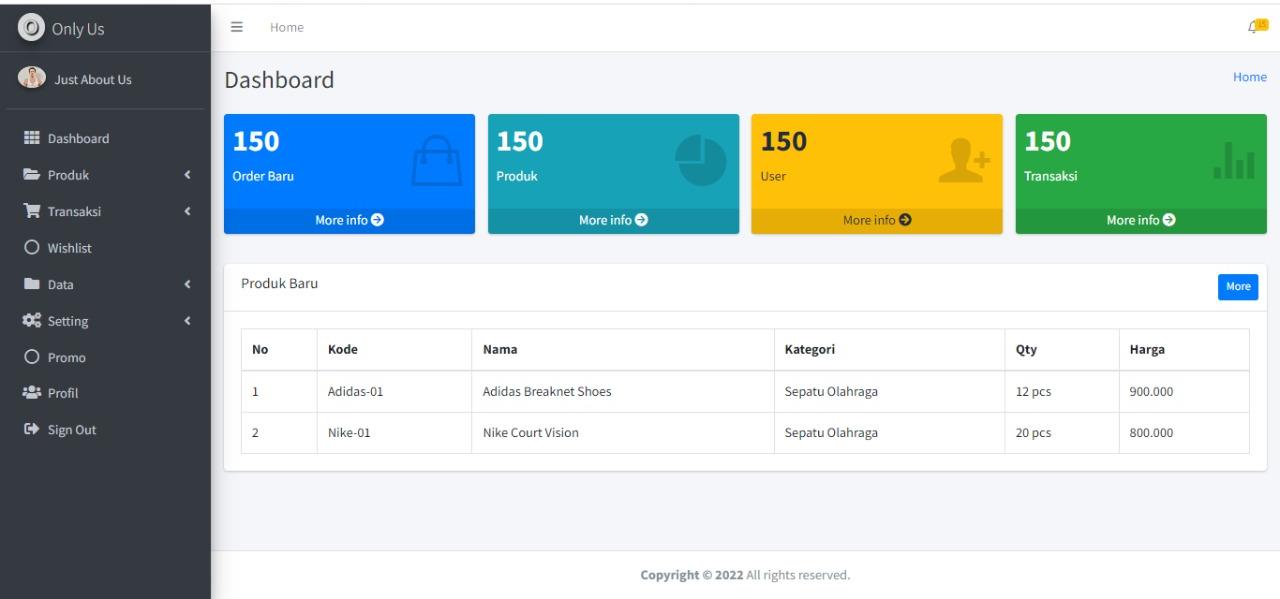 Only Us
Home
15
Just About Us
Dashboard
Home
Dashboard
Produk
Transaksi
Wishlist
Data
Setting
Promo
Profil
Sign Out
150
Order Baru
More info
150
Produk
More info
150
User
More info
150
Transaksi
More info
Produk Baru
More
No Kode Nama Kategori Qty Harga
1 Adidas-01 Adidas Breaknet Shoes Sepatu Olahraga 12 pcs 900.000
2 Nike-01 Nike Court Vision Sepatu Olahraga 20 pcs 800.000
Copyright © 2022 All rights reserved.